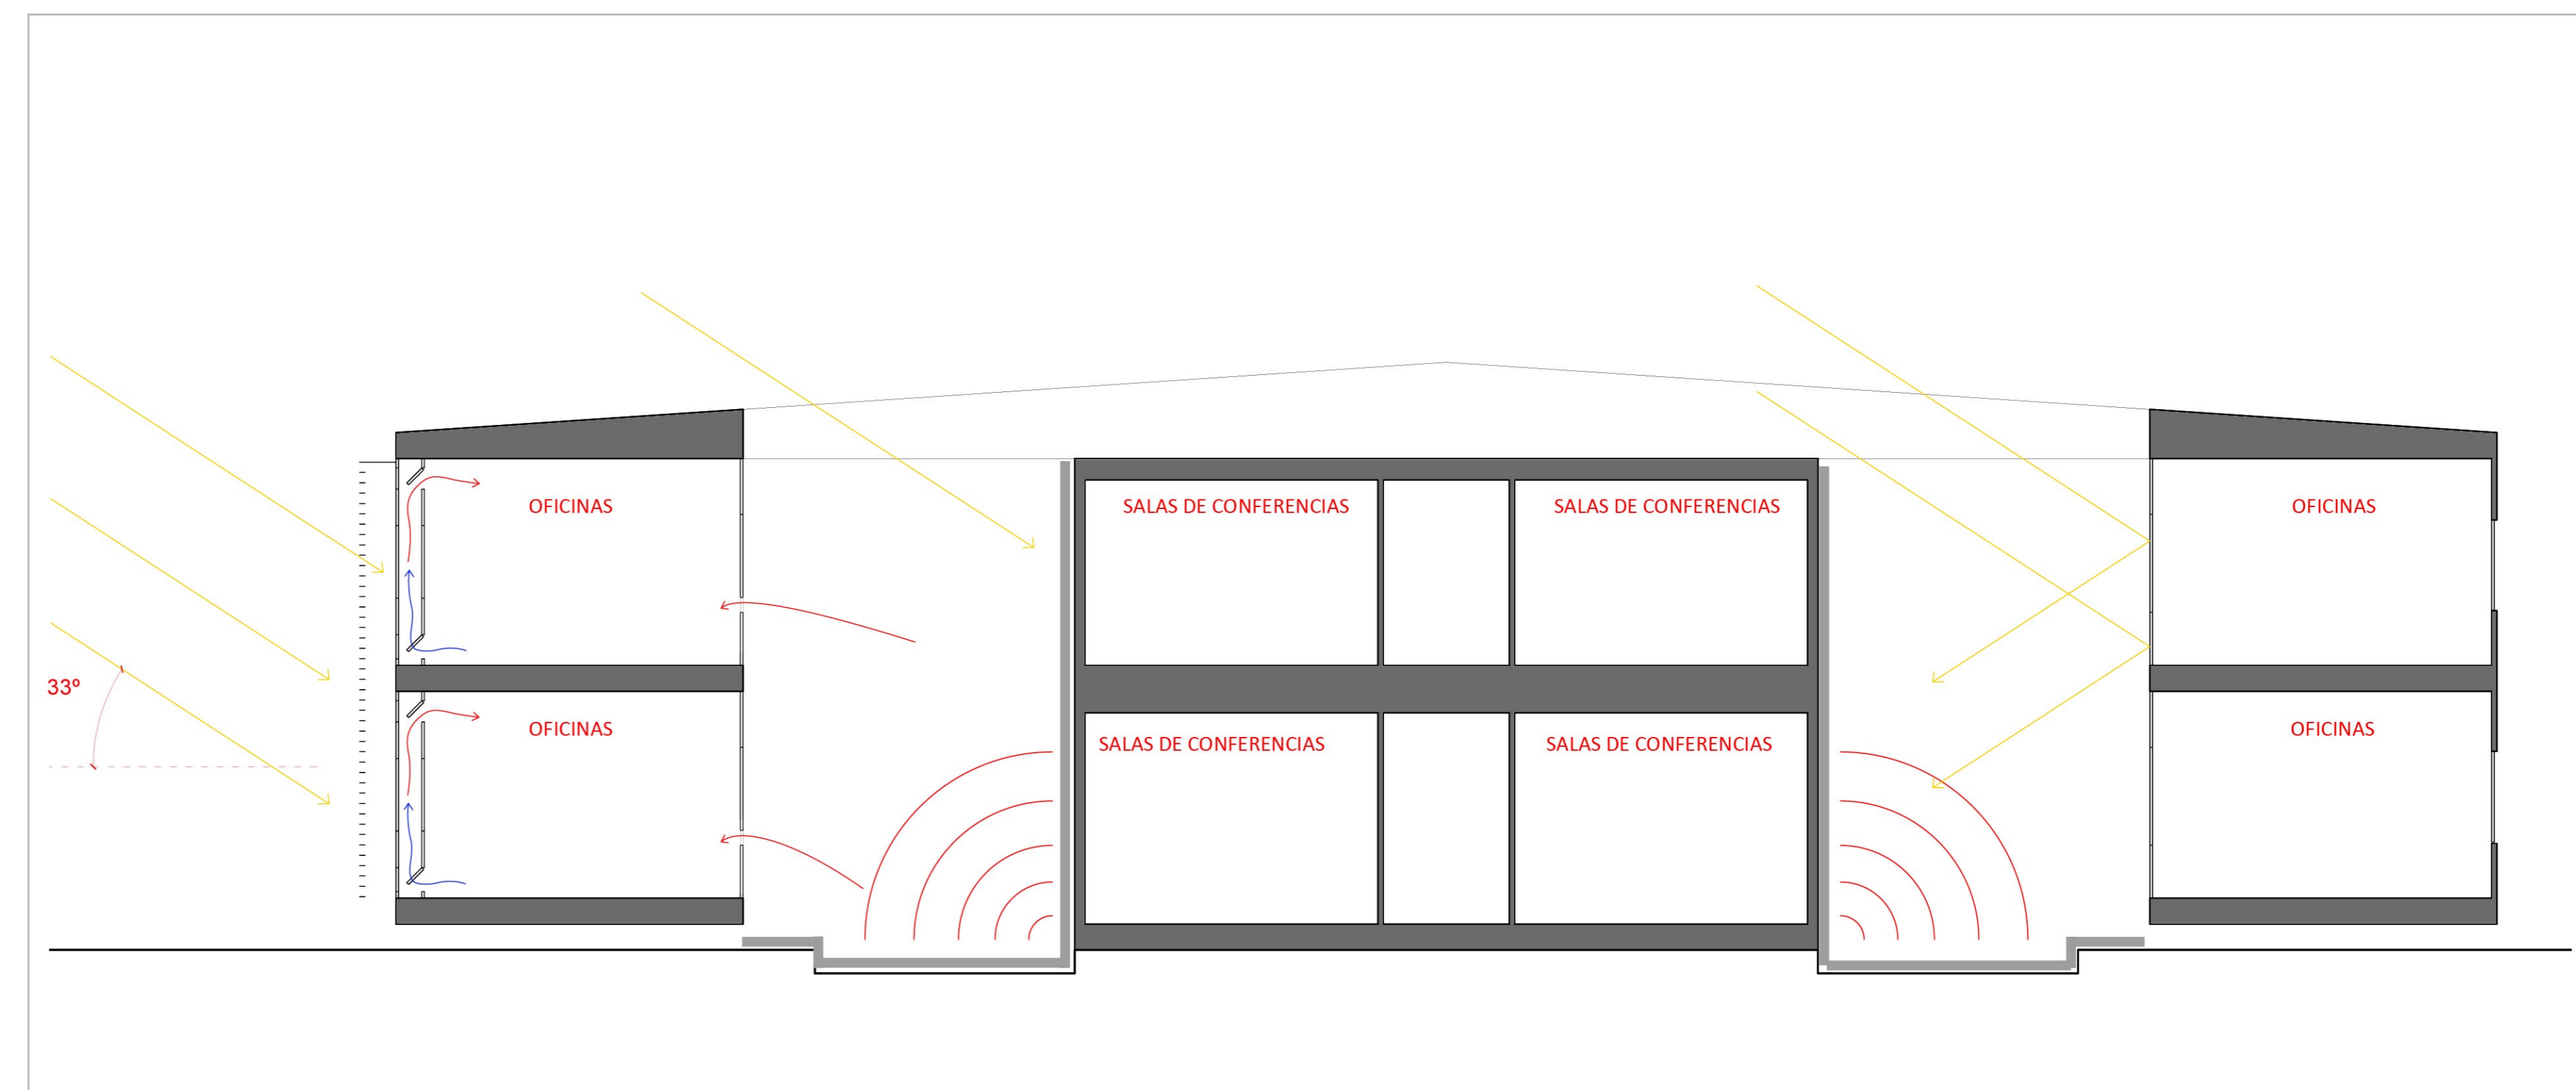 OFICINAS
SALAS DE CONFERENCIAS
SALAS DE CONFERENCIAS
OFICINAS
33º
OFICINAS
SALAS DE CONFERENCIAS
SALAS DE CONFERENCIAS
OFICINAS